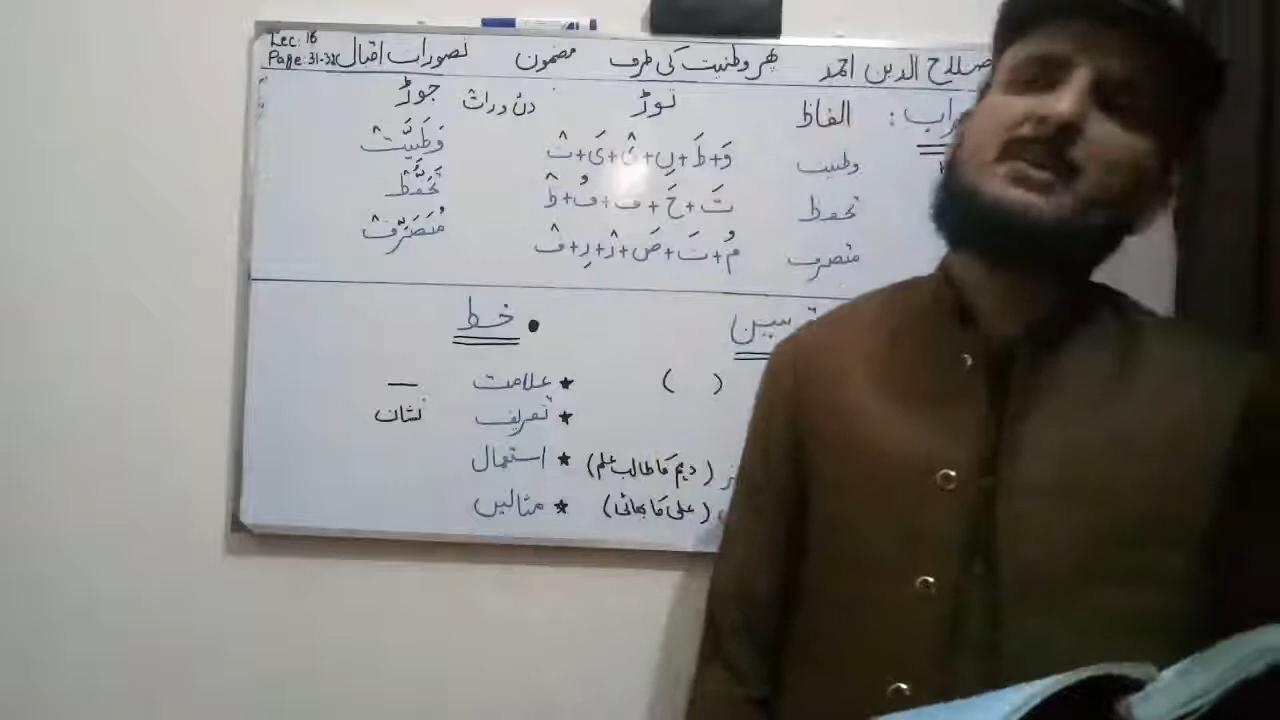 صلاح الدین احمد پھر وطنیت کی طرف مضمون تصورات اقبال
Lec: 16
Page: 31-32
الفاظ توڑ دن و رات جوڑ
وطنیت وَ+طَ+نِ+یْ+یَ+تْ وَطَنِیَّتْ
تحفظ تَ+حَ+ف+فُ+ظْ تَحَفُّظْ
متصرف مُ+تَ+صَ+رْ+رِ+فْ مُتَصَرِّفْ
• خط
( ) ★ علامت —
★ تعریف نشان
(دہم کا طالب علم) ★ استعمال
(علی کا بھائی) ★ مثالیں